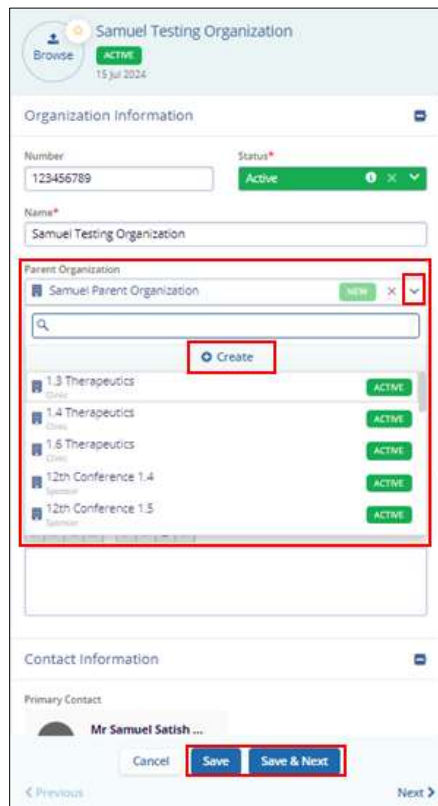 Samuel Testing Organization
Browse
ACTIVE
15 Jul 2024
Organization Information
Number
Status*
123456789
Active
Name*
Samuel Testing Organization
Parent Organization
Samuel Parent Organization
NEW
Create
1.3 Therapeutics
Clinic
ACTIVE
1.4 Therapeutics
Clinic
ACTIVE
1.6 Therapeutics
Clinic
ACTIVE
12th Conference 1.4
Sponsor
ACTIVE
12th Conference 1.5
Sponsor
ACTIVE
Contact Information
Primary Contact
Mr Samuel Satish ...
Cancel Save Save & Next
Previous Next